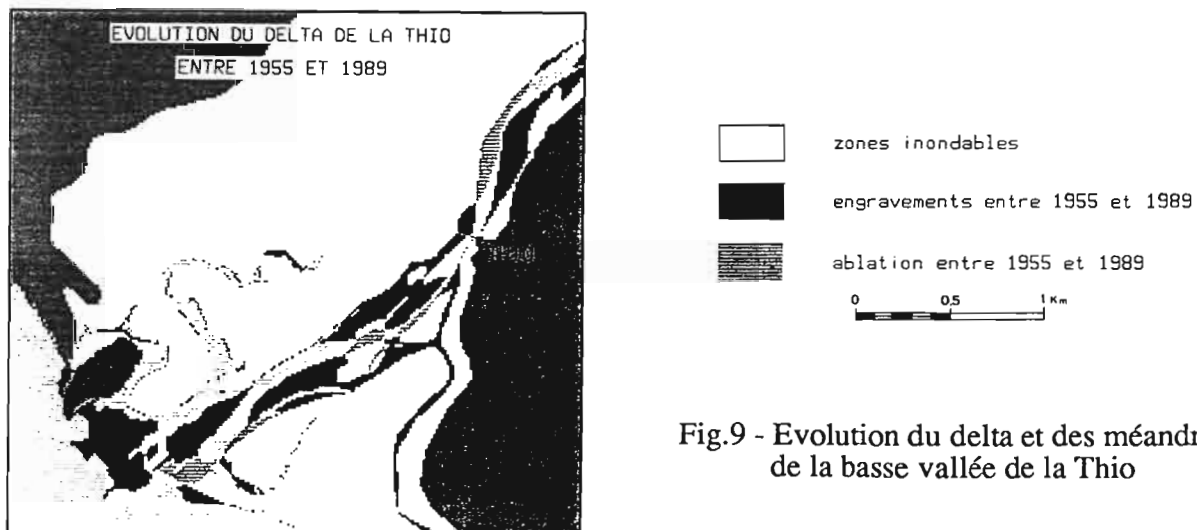 EVOLUTION DU DELTA DE LA THIO
ENTRE 1955 ET 1989
zones inondables
engravements entre 1955 et 1989
ablation entre 1955 et 1989
0 0.5 1 Km
Fig.9 - Evolution du delta et des méandr
de la basse vallée de la Thio